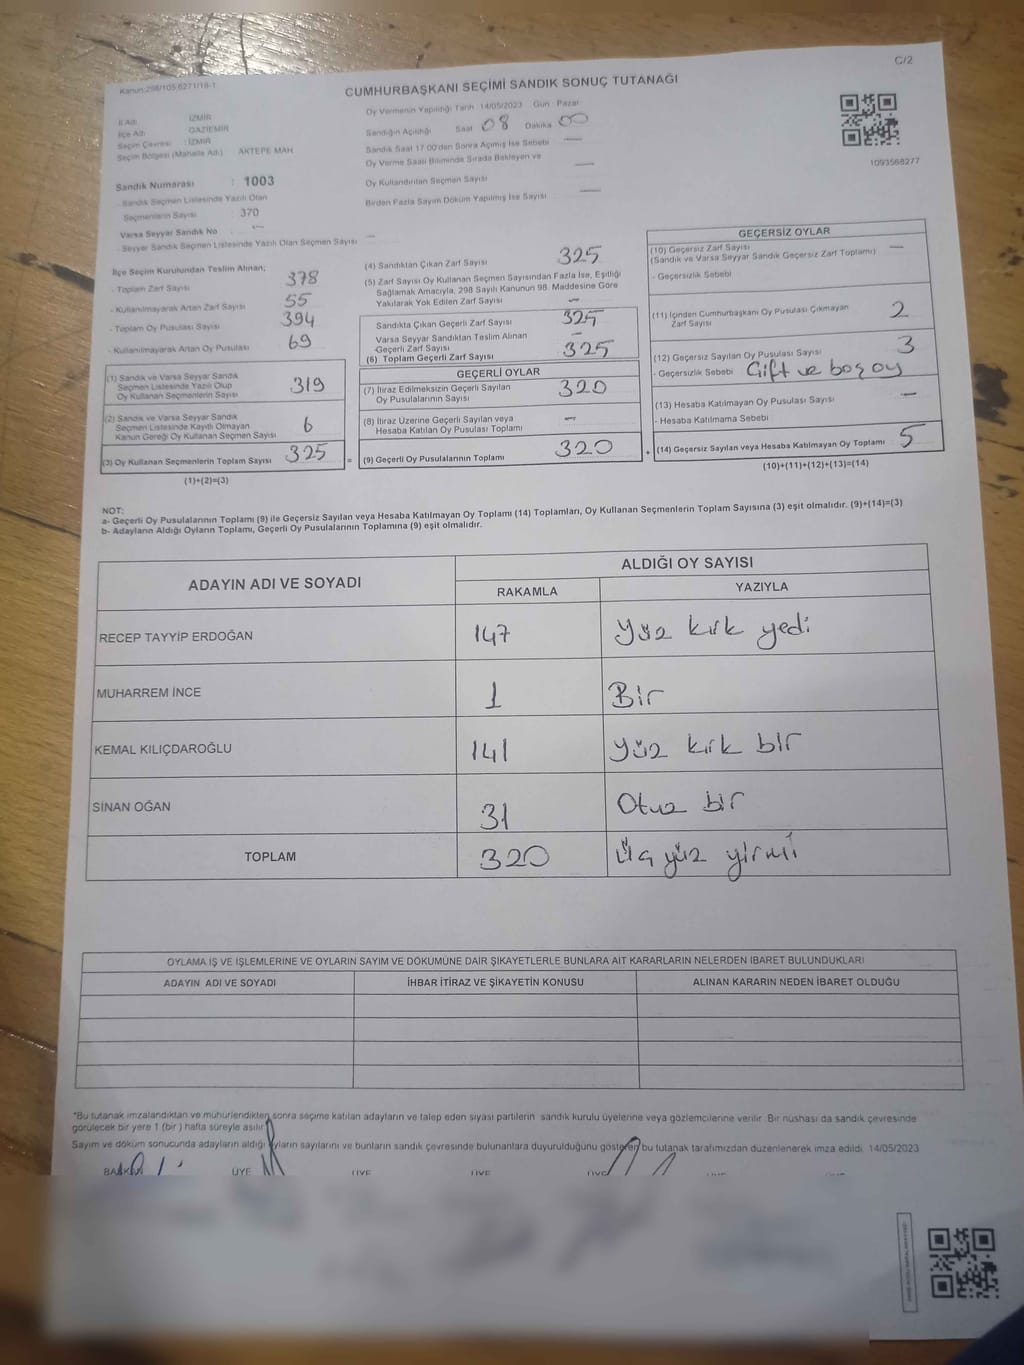 C/2
Kanun:298/105,6271/18-1
CUMHURBAŞKANI SEÇİMİ SANDIK SONUÇ TUTANAĞI
İl Adı : İZMİR
İlçe Adı : GAZİEMİR
Seçim Çevresi : İZMİR
Seçim Bölgesi (Mahalle Adı) : AKTEPE MAH.
Oy Vermenin Yapıldığı Tarih : 14/05/2023 Gün : Pazar
Sandığın Açıldığı Saat 08 Dakika 00
Sandık Saat 17.00'den Sonra Açılmış İse Sebebi —
Oy Verme Saati Bitiminde Sırada Bekleyen ve
Oy Kullandırılan Seçmen Sayısı —
Birden Fazla Sayım Döküm Yapılmış İse Sayısı —
1093568277
Sandık Numarası : 1003
- Sandık Seçmen Listesinde Yazılı Olan
Seçmenlerin Sayısı : 370
Varsa Seyyar Sandık No —
- Seyyar Sandık Seçmen Listesinde Yazılı Olan Seçmen Sayısı —
İlçe Seçim Kurulundan Teslim Alınan;
- Toplam Zarf Sayısı 378
- Kullanılmayarak Artan Zarf Sayısı 55
- Toplam Oy Pusulası Sayısı 394
- Kullanılmayarak Artan Oy Pusulası 69
(1) Sandık ve Varsa Seyyar Sandık
Seçmen Listesinde Yazılı Olup
Oy Kullanan Seçmenlerin Sayısı 319
(2) Sandık ve Varsa Seyyar Sandık
Seçmen Listesinde Kayıtlı Olmayan
Kanun Gereği Oy Kullanan Seçmen Sayısı 6
(3) Oy Kullanan Seçmenlerin Toplam Sayısı 325
(1)+(2)=(3)
(4) Sandıktan Çıkan Zarf Sayısı 325
(5) Zarf Sayısı Oy Kullanan Seçmen Sayısından Fazla İse, Eşitliği
Sağlamak Amacıyla, 298 Sayılı Kanunun 98. Maddesine Göre
Yakılarak Yok Edilen Zarf Sayısı —
Sandıkta Çıkan Geçerli Zarf Sayısı 325
Varsa Seyyar Sandıktan Teslim Alınan
Geçerli Zarf Sayısı —
(6) Toplam Geçerli Zarf Sayısı 325
GEÇERLİ OYLAR
(7) İtiraz Edilmeksizin Geçerli Sayılan
Oy Pusulalarının Sayısı 320
(8) İtiraz Üzerine Geçerli Sayılan veya
Hesaba Katılan Oy Pusulası Toplamı —
= (9) Geçerli Oy Pusulalarının Toplamı 320
GEÇERSİZ OYLAR
(10) Geçersiz Zarf Sayısı —
(Sandık ve Varsa Seyyar Sandık Geçersiz Zarf Toplamı)
- Geçersizlik Sebebi
(11) İçinden Cumhurbaşkanı Oy Pusulası Çıkmayan
Zarf Sayısı 2
(12) Geçersiz Sayılan Oy Pusulası Sayısı 3
- Geçersizlik Sebebi Çift ve boş oy
(13) Hesaba Katılmayan Oy Pusulası Sayısı —
- Hesaba Katılmama Sebebi
+ (14) Geçersiz Sayılan veya Hesaba Katılmayan Oy Toplamı 5
(10)+(11)+(12)+(13)=(14)
NOT:
a- Geçerli Oy Pusulalarının Toplamı (9) ile Geçersiz Sayılan veya Hesaba Katılmayan Oy Toplamı (14) Toplamları, Oy Kullanan Seçmenlerin Toplam Sayısına (3) eşit olmalıdır. (9)+(14)=(3)
b- Adayların Aldığı Oyların Toplamı, Geçerli Oy Pusulalarının Toplamına (9) eşit olmalıdır.
ADAYIN ADI VE SOYADI
ALDIĞI OY SAYISI
RAKAMLA YAZIYLA
RECEP TAYYİP ERDOĞAN 147 Yüz kırk yedi
MUHARREM İNCE 1 Bir
KEMAL KILIÇDAROĞLU 141 Yüz kırk bir
SİNAN OĞAN 31 Otuz bir
TOPLAM 320 Üç yüz yirmi
OYLAMA İŞ VE İŞLEMLERİNE VE OYLARIN SAYIM VE DÖKÜMÜNE DAİR ŞİKAYETLERLE BUNLARA AİT KARARLARIN NELERDEN İBARET BULUNDUKLARI
ADAYIN ADI VE SOYADI İHBAR İTİRAZ VE ŞİKAYETİN KONUSU ALINAN KARARIN NEDEN İBARET OLDUĞU
*Bu tutanak imzalandıktan ve mühürlendikten sonra seçime katılan adayların ve talep eden siyasi partilerin sandık kurulu üyelerine veya gözlemcilerine verilir. Bir nüshası da sandık çevresinde
görülecek bir yere 1 (bir) hafta süreyle asılır.
Sayım ve döküm sonucunda adayların aldığı oyların sayılarını ve bunların sandık çevresinde bulunanlara duyurulduğunu gösteren bu tutanak tarafımızdan düzenlenerek imza edildi. 14/05/2023
BAŞKAN ÜYE ÜYE ÜYE ÜYE